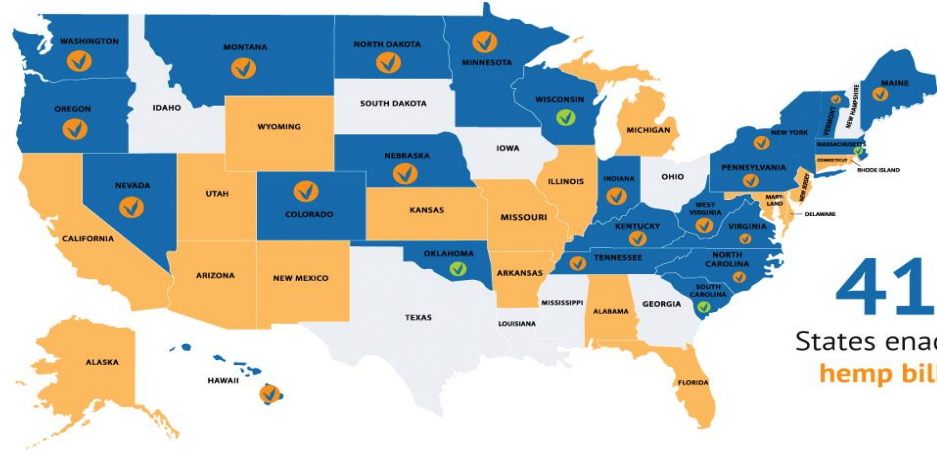 WASHINGTON
MONTANA
NORTH DAKOTA
MINNESOTA
MAINE
OREGON
IDAHO
SOUTH DAKOTA
WISCONSIN
VERMONT
NEW HAMPSHIRE
WYOMING
MICHIGAN
NEW YORK
MASSACHUSETTS
IOWA
CONNECTICUT
RHODE ISLAND
NEVADA
NEBRASKA
PENNSYLVANIA
UTAH
COLORADO
ILLINOIS
INDIANA
OHIO
NEW JERSEY
MARY
LAND
DELAWARE
CALIFORNIA
KANSAS
MISSOURI
KENTUCKY
WEST
VIRGINIA
VIRGINIA
ARIZONA
NEW MEXICO
OKLAHOMA
ARKANSAS
TENNESSEE
NORTH
CAROLINA
SOUTH
CAROLINA
TEXAS
LOUISIANA
MISSISSIPPI
ALABAMA
GEORGIA
41
States enac
hemp bill
ALASKA
HAWAII
FLORIDA